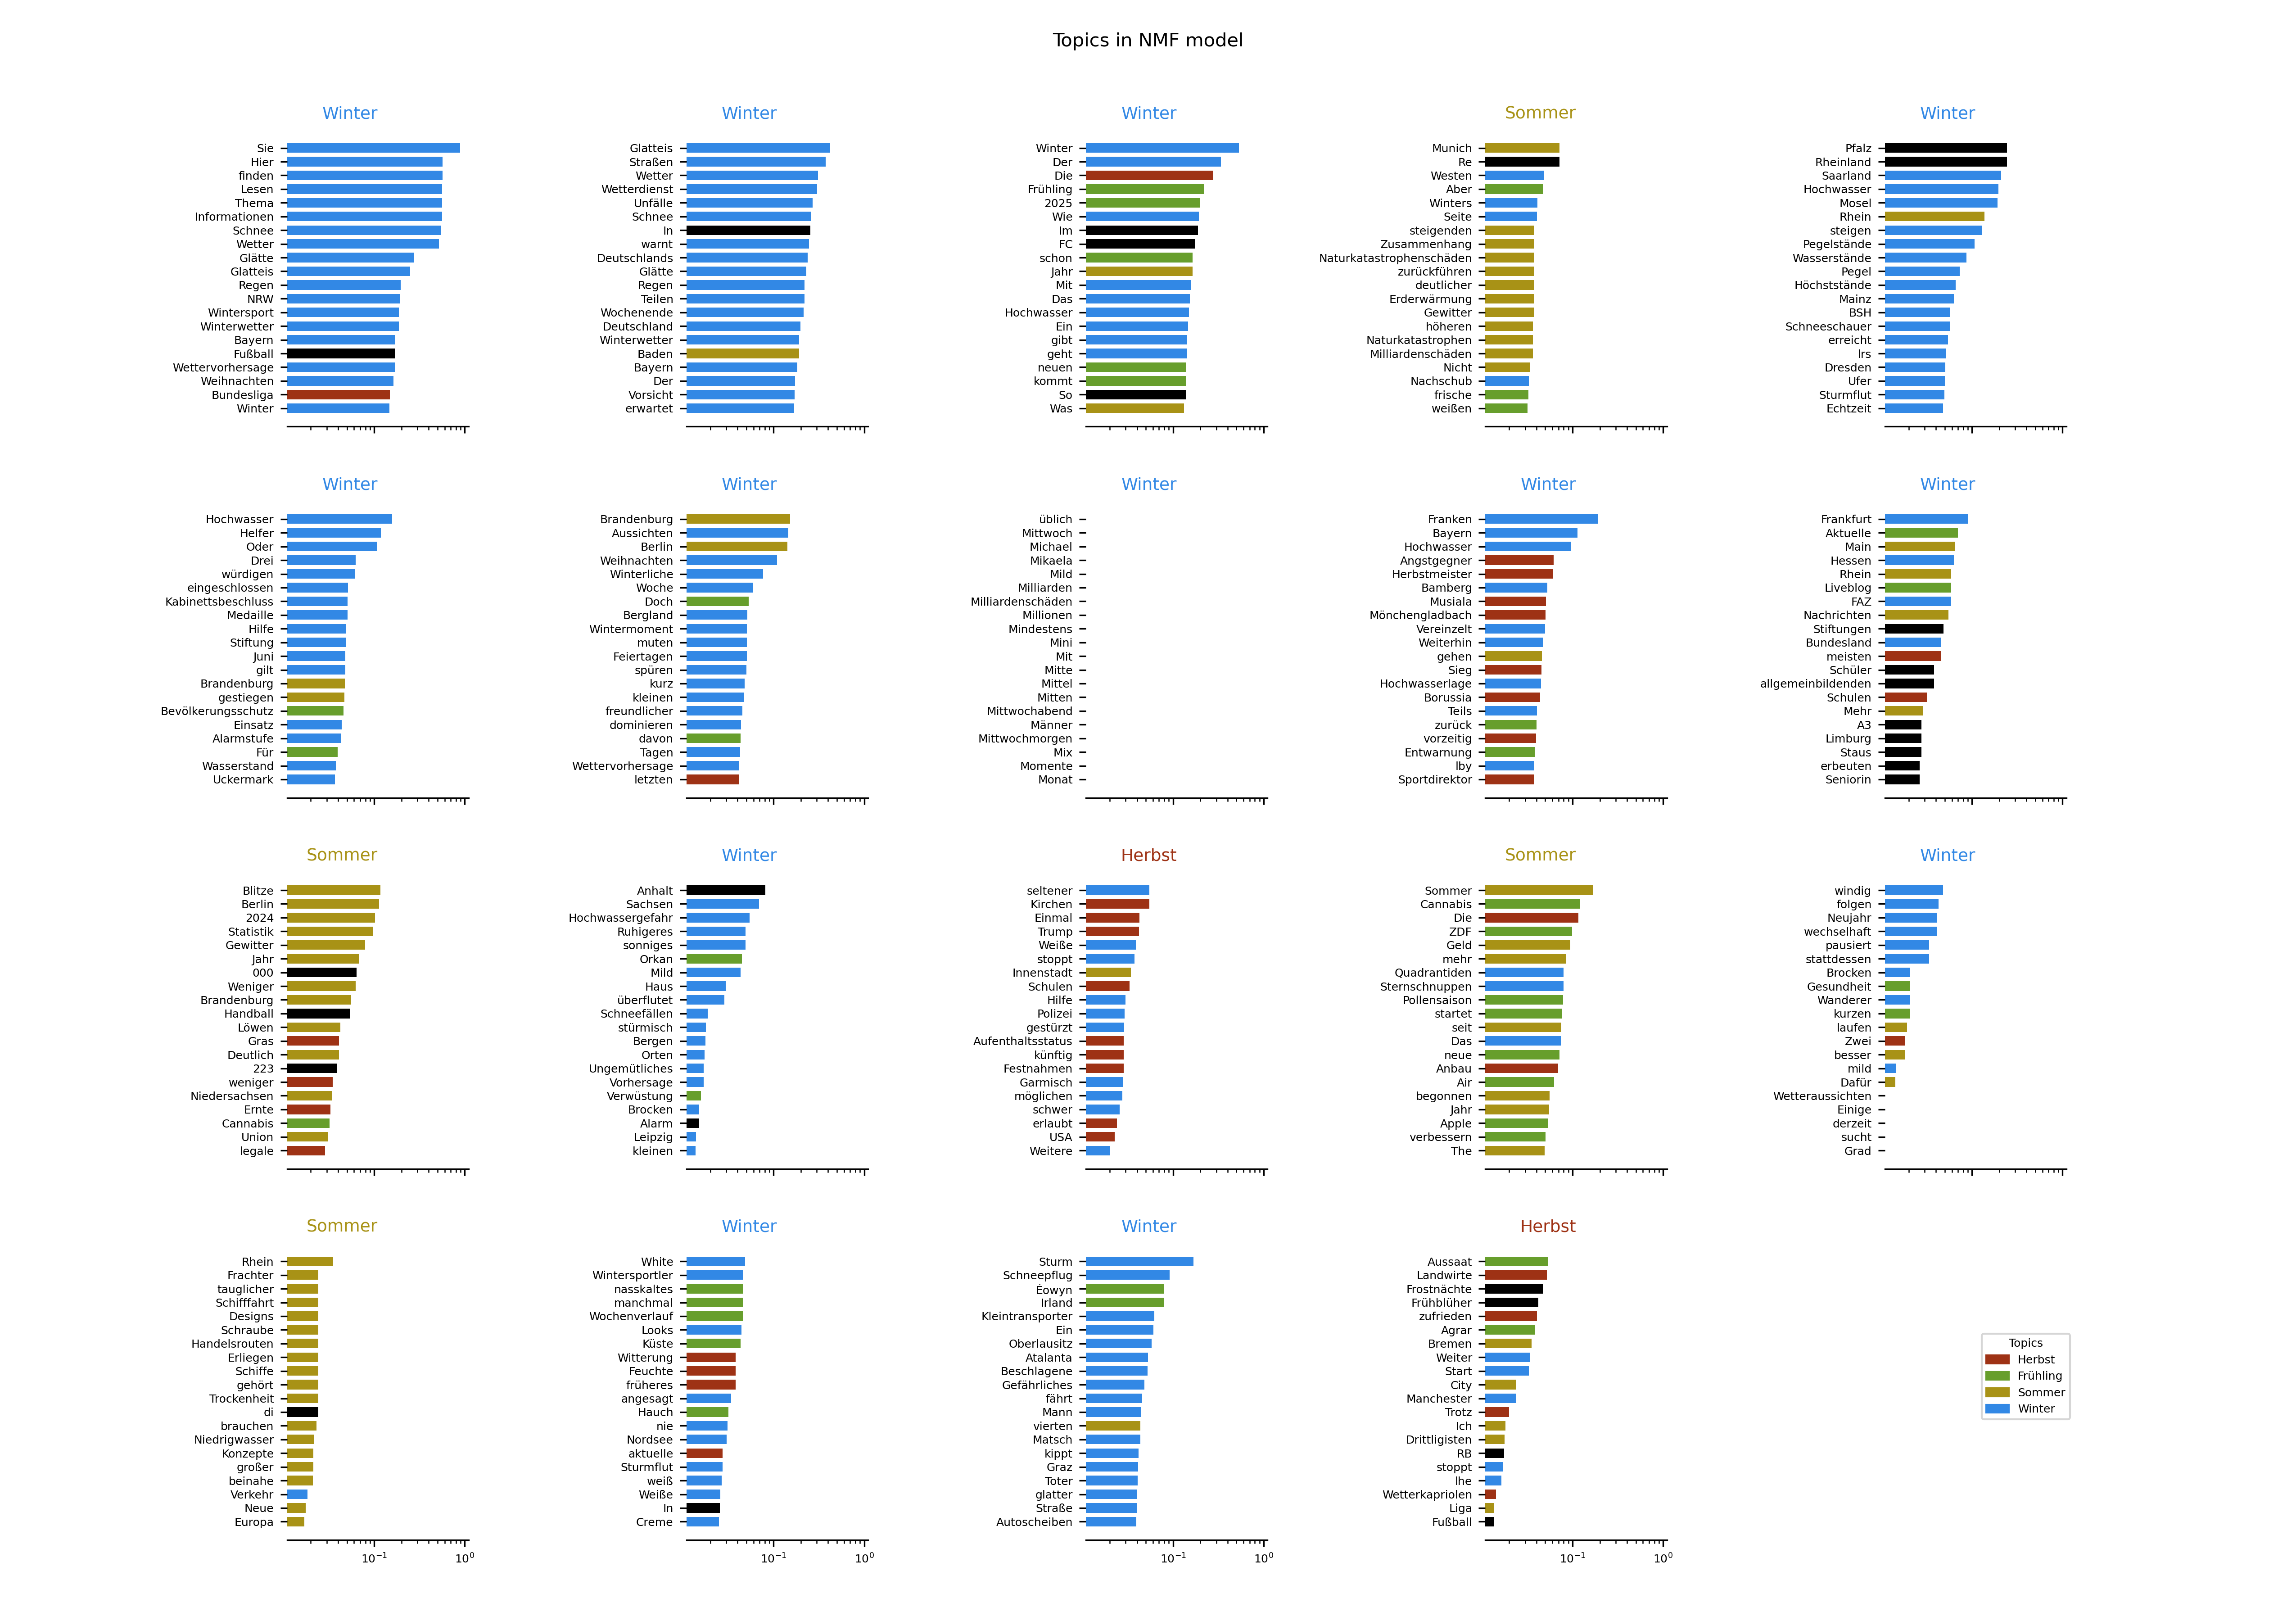 Topics in NMF model
Winter
Sie
Hier
finden
Lesen
Thema
Informationen
Schnee
Wetter
Glätte
Glatteis
Regen
NRW
Wintersport
Winterwetter
Bayern
Fußball
Wettervorhersage
Weihnachten
Bundesliga
Winter
Winter
Glatteis
Straßen
Wetter
Wetterdienst
Unfälle
Schnee
In
warnt
Deutschlands
Glätte
Regen
Teilen
Wochenende
Deutschland
Winterwetter
Baden
Bayern
Der
Vorsicht
erwartet
Winter
Winter
Der
Die
Frühling
2025
Wie
Im
FC
schon
Jahr
Mit
Das
Hochwasser
Ein
gibt
geht
neuen
kommt
So
Was
Sommer
Munich
Re
Westen
Aber
Winters
Seite
steigenden
Zusammenhang
Naturkatastrophenschäden
zurückführen
deutlicher
Erderwärmung
Gewitter
höheren
Naturkatastrophen
Milliardenschäden
Nicht
Nachschub
frische
weißen
Winter
Pfalz
Rheinland
Saarland
Hochwasser
Mosel
Rhein
steigen
Pegelstände
Wasserstände
Pegel
Höchststände
Mainz
BSH
Schneeschauer
erreicht
lrs
Dresden
Ufer
Sturmflut
Echtzeit
Winter
Hochwasser
Helfer
Oder
Drei
würdigen
eingeschlossen
Kabinettsbeschluss
Medaille
Hilfe
Stiftung
Juni
gilt
Brandenburg
gestiegen
Bevölkerungsschutz
Einsatz
Alarmstufe
Für
Wasserstand
Uckermark
Winter
Brandenburg
Aussichten
Berlin
Weihnachten
Winterliche
Woche
Doch
Bergland
Wintermoment
muten
Feiertagen
spüren
kurz
kleinen
freundlicher
dominieren
davon
Tagen
Wettervorhersage
letzten
Winter
üblich
Mittwoch
Michael
Mikaela
Mild
Milliarden
Milliardenschäden
Millionen
Mindestens
Mini
Mit
Mitte
Mittel
Mitten
Mittwochabend
Männer
Mittwochmorgen
Mix
Momente
Monat
Winter
Franken
Bayern
Hochwasser
Angstgegner
Herbstmeister
Bamberg
Musiala
Mönchengladbach
Vereinzelt
Weiterhin
gehen
Sieg
Hochwasserlage
Borussia
Teils
zurück
vorzeitig
Entwarnung
lby
Sportdirektor
Winter
Frankfurt
Aktuelle
Main
Hessen
Rhein
Liveblog
FAZ
Nachrichten
Stiftungen
Bundesland
meisten
Schüler
allgemeinbildenden
Schulen
Mehr
A3
Limburg
Staus
erbeuten
Seniorin
Sommer
Blitze
Berlin
2024
Statistik
Gewitter
Jahr
000
Weniger
Brandenburg
Handball
Löwen
Gras
Deutlich
223
weniger
Niedersachsen
Ernte
Cannabis
Union
legale
Winter
Anhalt
Sachsen
Hochwassergefahr
Ruhigeres
sonniges
Orkan
Mild
Haus
überflutet
Schneefällen
stürmisch
Bergen
Orten
Ungemütliches
Vorhersage
Verwüstung
Brocken
Alarm
Leipzig
kleinen
Herbst
seltener
Kirchen
Einmal
Trump
Weiße
stoppt
Innenstadt
Schulen
Hilfe
Polizei
gestürzt
Aufenthaltsstatus
künftig
Festnahmen
Garmisch
möglichen
schwer
erlaubt
USA
Weitere
Sommer
Sommer
Cannabis
Die
ZDF
Geld
mehr
Quadrantiden
Sternschnuppen
Pollensaison
startet
seit
Das
neue
Anbau
Air
begonnen
Jahr
Apple
verbessern
The
Winter
windig
folgen
Neujahr
wechselhaft
pausiert
stattdessen
Brocken
Gesundheit
Wanderer
kurzen
laufen
Zwei
besser
mild
Dafür
Wetteraussichten
Einige
derzeit
sucht
Grad
Sommer
Rhein
Frachter
tauglicher
Schifffahrt
Designs
Schraube
Handelsrouten
Erliegen
Schiffe
gehört
Trockenheit
di
brauchen
Niedrigwasser
Konzepte
großer
beinahe
Verkehr
Neue
Europa
10⁻¹ 10⁰
Winter
White
Wintersportler
nasskaltes
manchmal
Wochenverlauf
Looks
Küste
Witterung
Feuchte
früheres
angesagt
Hauch
nie
Nordsee
aktuelle
Sturmflut
weiß
Weiße
In
Creme
10⁻¹ 10⁰
Winter
Sturm
Schneepflug
Éowyn
Irland
Kleintransporter
Ein
Oberlausitz
Atalanta
Beschlagene
Gefährliches
fährt
Mann
vierten
Matsch
kippt
Graz
Toter
glatter
Straße
Autoscheiben
10⁻¹ 10⁰
Herbst
Aussaat
Landwirte
Frostnächte
Frühblüher
zufrieden
Agrar
Bremen
Weiter
Start
City
Manchester
Trotz
Ich
Drittligisten
RB
stoppt
lhe
Wetterkapriolen
Liga
Fußball
10⁻¹ 10⁰
Topics
Herbst
Frühling
Sommer
Winter